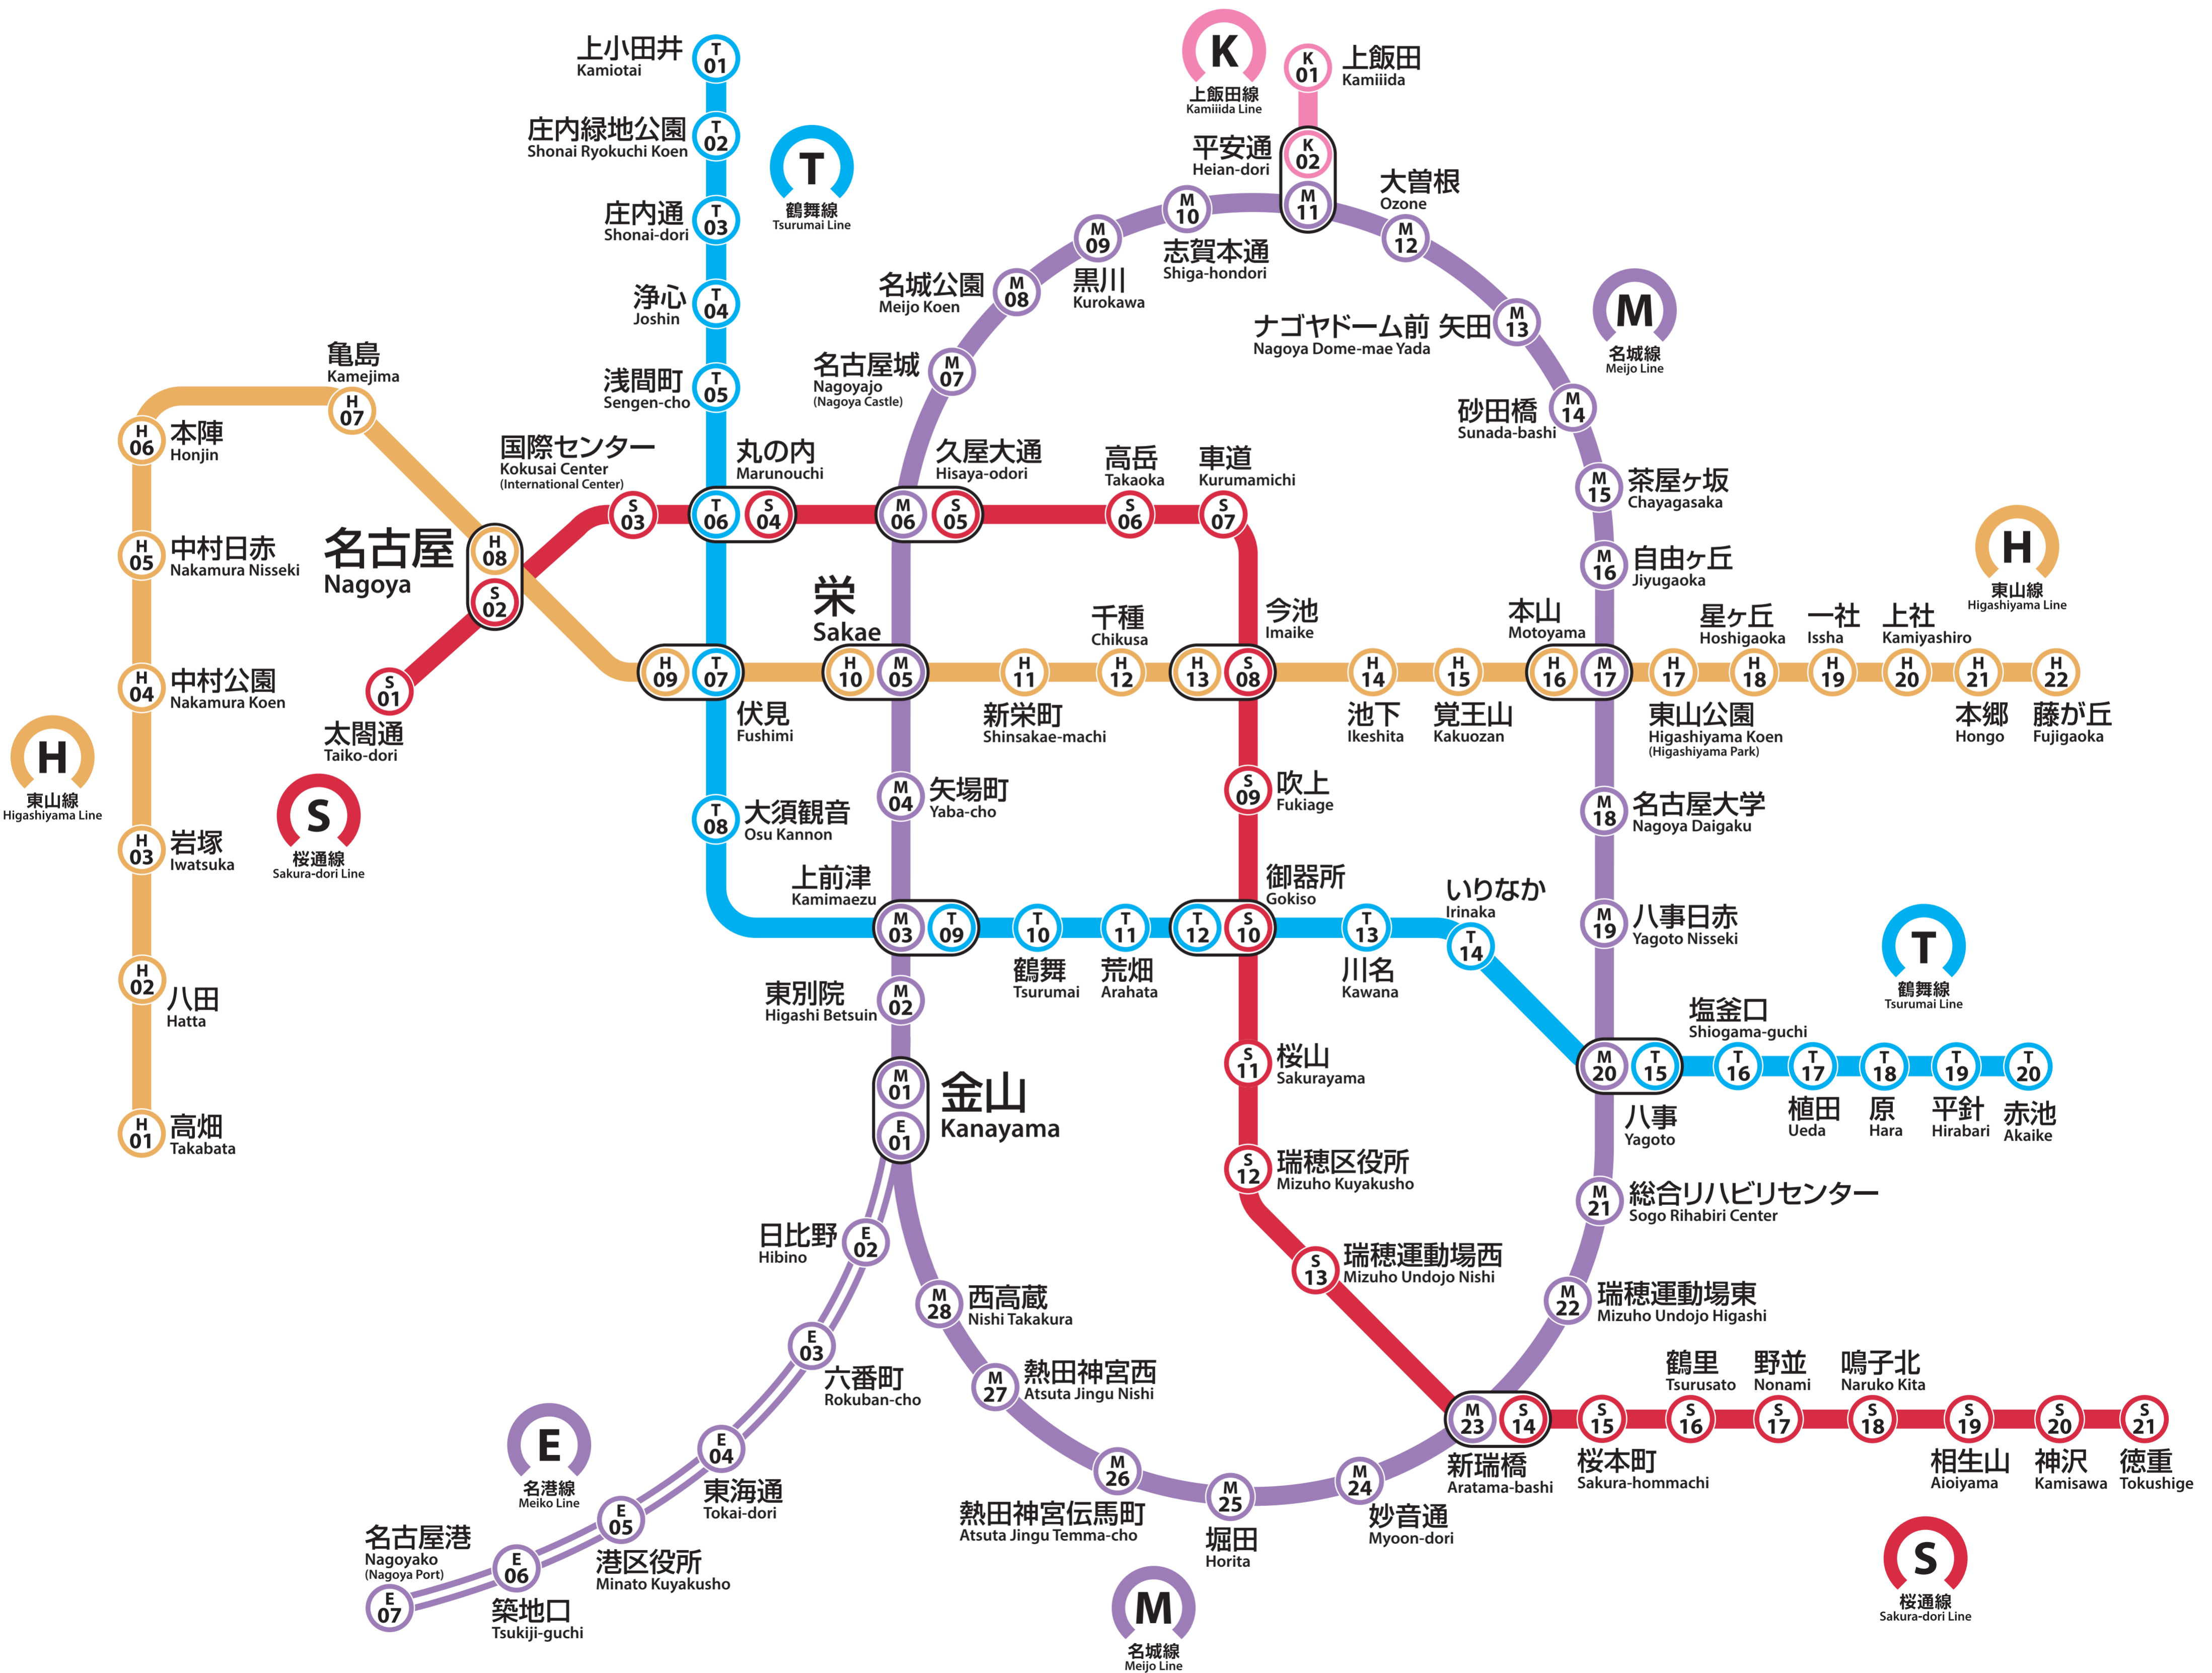 上小田井
Kamiotai
T
01
庄内緑地公園
Shonai Ryokuchi Koen
T
02
庄内通
Shonai-dori
T
03
浄心
Joshin
T
04
浅間町
Sengen-cho
T
05
T
鶴舞線
Tsurumai Line
K
上飯田線
Kamiiida Line
K
01
上飯田
Kamiiida
平安通
Heian-dori
K
02
M
11
大曽根
Ozone
M
12
M
10
志賀本通
Shiga-hondori
M
09
黒川
Kurokawa
名城公園
Meijo Koen
M
08
名古屋城
Nagoyajo
(Nagoya Castle)
M
07
ナゴヤドーム前 矢田
Nagoya Dome-mae Yada
M
13
M
名城線
Meijo Line
砂田橋
Sunada-bashi
M
14
M
15
茶屋ヶ坂
Chayagasaka
M
16
自由ヶ丘
Jiyugaoka
亀島
Kamejima
H
07
H
06
本陣
Honjin
H
05
中村日赤
Nakamura Nisseki
H
04
中村公園
Nakamura Koen
H
東山線
Higashiyama Line
H
03
岩塚
Iwatsuka
H
02
八田
Hatta
H
01
高畑
Takabata
名古屋
Nagoya
H
08
S
02
S
01
太閤通
Taiko-dori
S
桜通線
Sakura-dori Line
国際センター
Kokusai Center
(International Center)
S
03
丸の内
Marunouchi
T
06
S
04
久屋大通
Hisaya-odori
M
06
S
05
高岳
Takaoka
S
06
車道
Kurumamichi
S
07
H
09
T
07
伏見
Fushimi
栄
Sakae
H
10
M
05
H
11
新栄町
Shinsakae-machi
千種
Chikusa
H
12
今池
Imaike
H
13
S
08
H
14
池下
Ikeshita
H
15
覚王山
Kakuozan
本山
Motoyama
H
16
M
17
H
17
東山公園
Higashiyama Koen
(Higashiyama Park)
星ヶ丘
Hoshigaoka
H
18
一社
Issha
H
19
上社
Kamiyashiro
H
20
H
21
本郷
Hongo
H
22
藤が丘
Fujigaoka
H
東山線
Higashiyama Line
T
08
大須観音
Osu Kannon
M
04
矢場町
Yaba-cho
S
09
吹上
Fukiage
M
18
名古屋大学
Nagoya Daigaku
M
19
八事日赤
Yagoto Nisseki
上前津
Kamimaezu
M
03
T
09
T
10
鶴舞
Tsurumai
T
11
荒畑
Arahata
御器所
Gokiso
T
12
S
10
T
13
川名
Kawana
いりなか
Irinaka
T
14
T
鶴舞線
Tsurumai Line
M
20
T
15
八事
Yagoto
塩釜口
Shiogama-guchi
T
16
T
17
植田
Ueda
T
18
原
Hara
T
19
平針
Hirabari
T
20
赤池
Akaike
東別院
Higashi Betsuin
M
02
M
01
E
01
金山
Kanayama
S
11
桜山
Sakurayama
S
12
瑞穂区役所
Mizuho Kuyakusho
S
13
瑞穂運動場西
Mizuho Undojo Nishi
M
21
総合リハビリセンター
Sogo Rihabiri Center
M
22
瑞穂運動場東
Mizuho Undojo Higashi
日比野
Hibino
E
02
E
03
六番町
Rokuban-cho
E
04
東海通
Tokai-dori
E
05
港区役所
Minato Kuyakusho
E
06
築地口
Tsukiji-guchi
名古屋港
Nagoyako
(Nagoya Port)
E
07
E
名港線
Meiko Line
M
28
西高蔵
Nishi Takakura
M
27
熱田神宮西
Atsuta Jingu Nishi
M
26
熱田神宮伝馬町
Atsuta Jingu Temma-cho
M
25
堀田
Horita
M
24
妙音通
Myoon-dori
M
23
S
14
新瑞橋
Aratama-bashi
S
15
桜本町
Sakura-hommachi
鶴里
Tsurusato
S
16
野並
Nonami
S
17
鳴子北
Naruko Kita
S
18
S
19
相生山
Aioiyama
S
20
神沢
Kamisawa
S
21
徳重
Tokushige
M
名城線
Meijo Line
S
桜通線
Sakura-dori Line